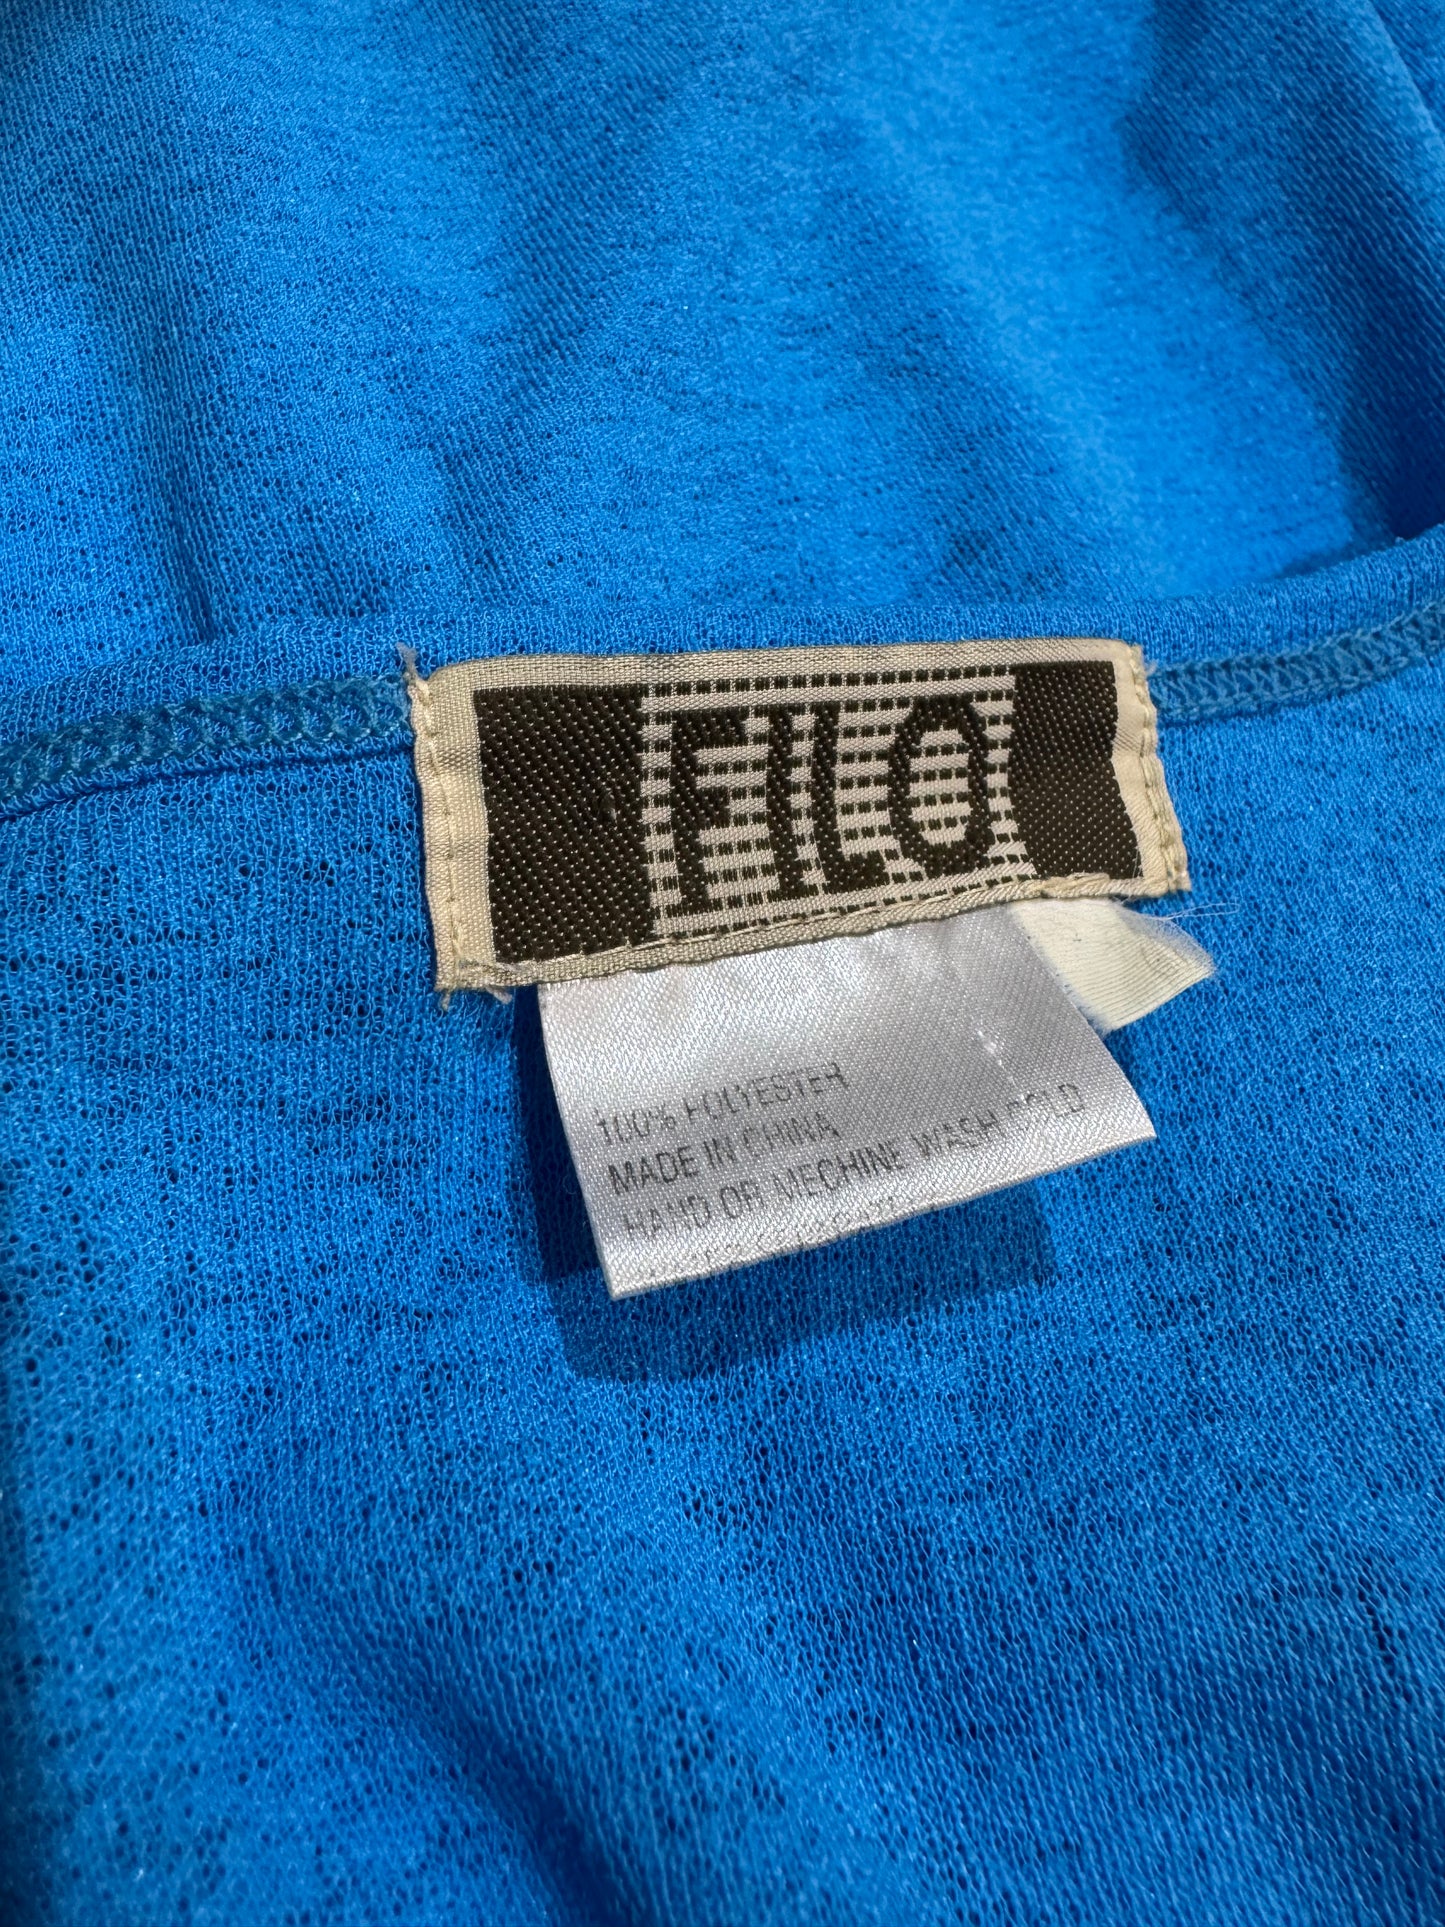 FILO
100% POLYESTER
MADE IN CHINA
HAND OR MECHINE WASH COLD